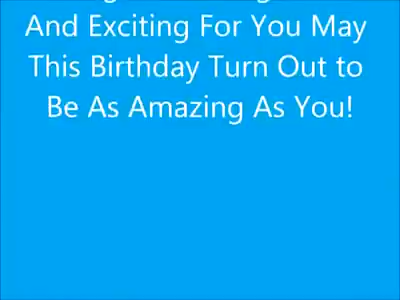 And Exciting For You May
This Birthday Turn Out to
Be As Amazing As You!